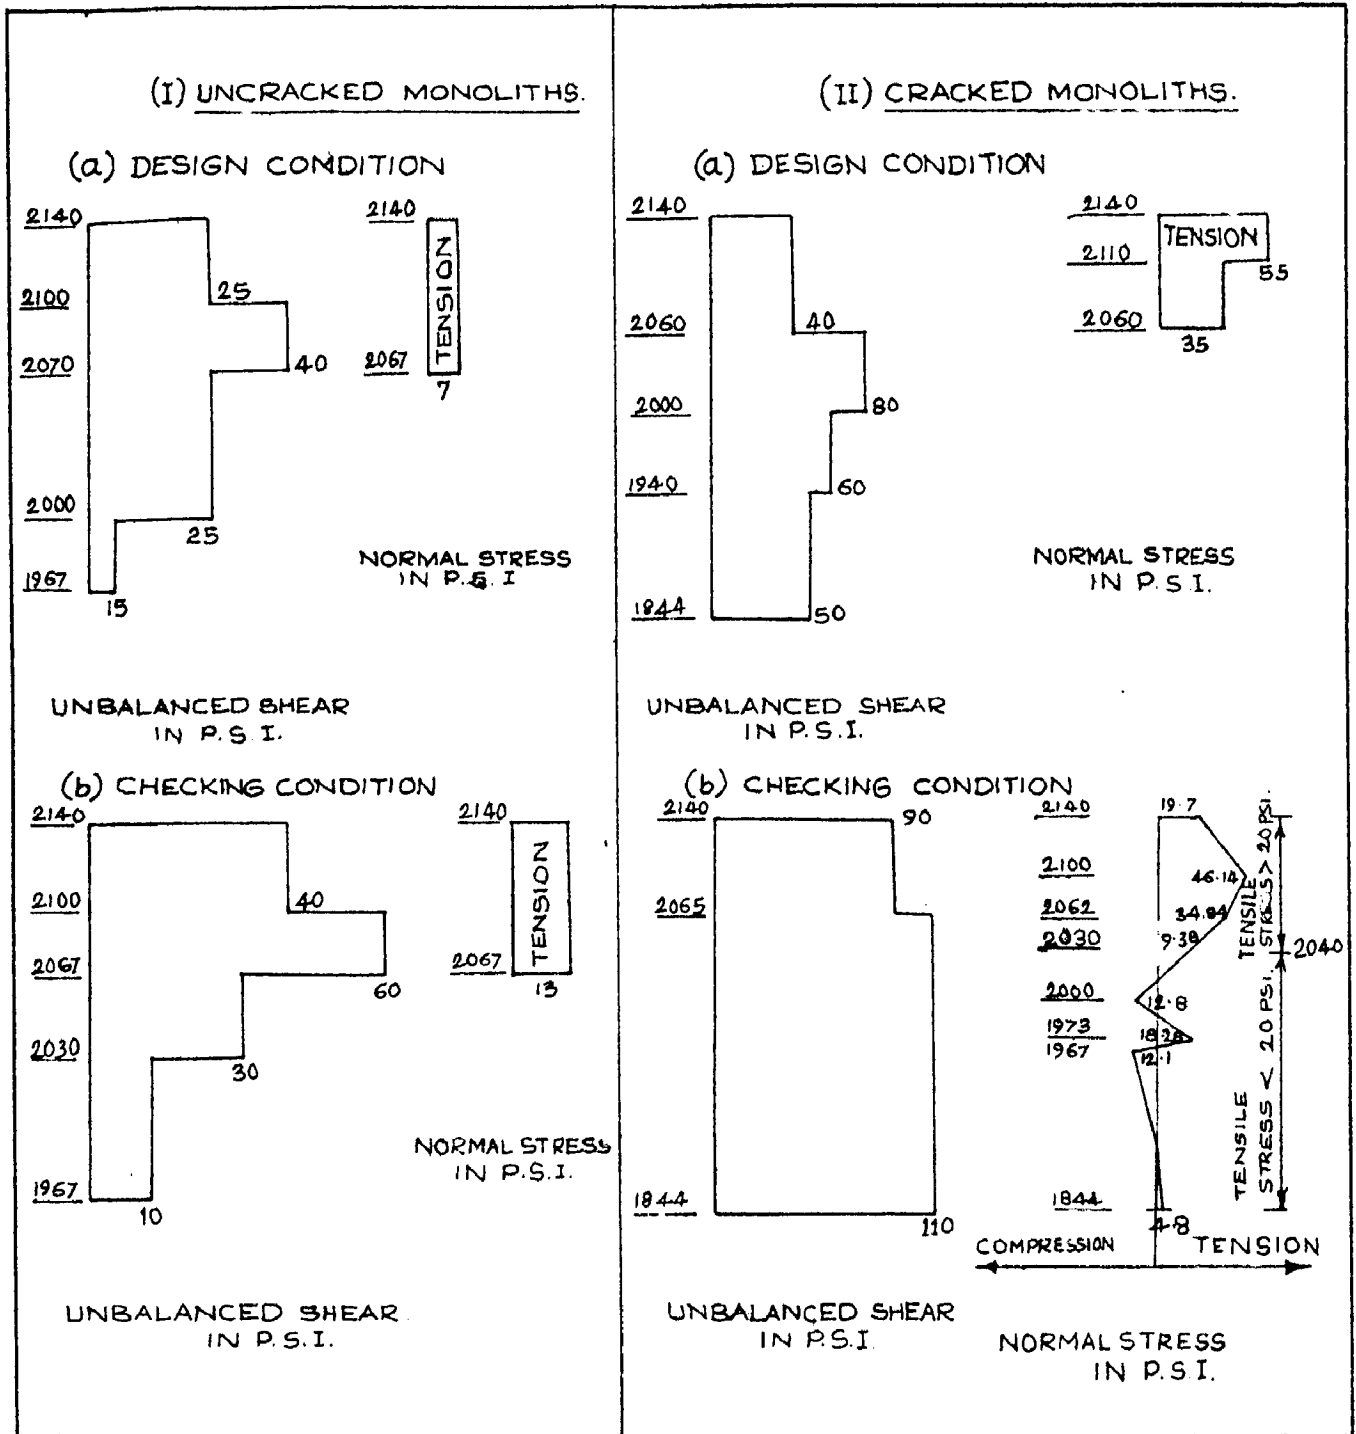 (I) UNCRACKED MONOLITHS.
(a) DESIGN CONDITION
2140
2100
2070
2000
1967
25
40
25
15
2140
2067
TENSION
7
NORMAL STRESS
IN P.S.I
UNBALANCED SHEAR
IN P.S.I.
(b) CHECKING CONDITION
2140
2100
2067
2030
1967
40
60
30
10
2140
2067
TENSION
13
NORMAL STRESS
IN P.S.I.
UNBALANCED SHEAR
IN P.S.I.
(II) CRACKED MONOLITHS.
(a) DESIGN CONDITION
2140
2060
2000
1940
1844
40
80
60
50
2140
2110
2060
TENSION
55
35
NORMAL STRESS
IN P.S.I.
UNBALANCED SHEAR
IN P.S.I.
(b) CHECKING CONDITION
2140
2065
1844
90
110
2140
2100
2062
2030
2000
1973
1967
1844
19.7
46.14
34.84
9.38
12.8
18.28
12.1
4.8
TENSILE
STRESS > 20 PSI.
2040
TENSILE
STRESS < 20 PSI.
COMPRESSION
TENSION
UNBALANCED SHEAR
IN P.S.I.
NORMAL STRESS
IN P.S.I.